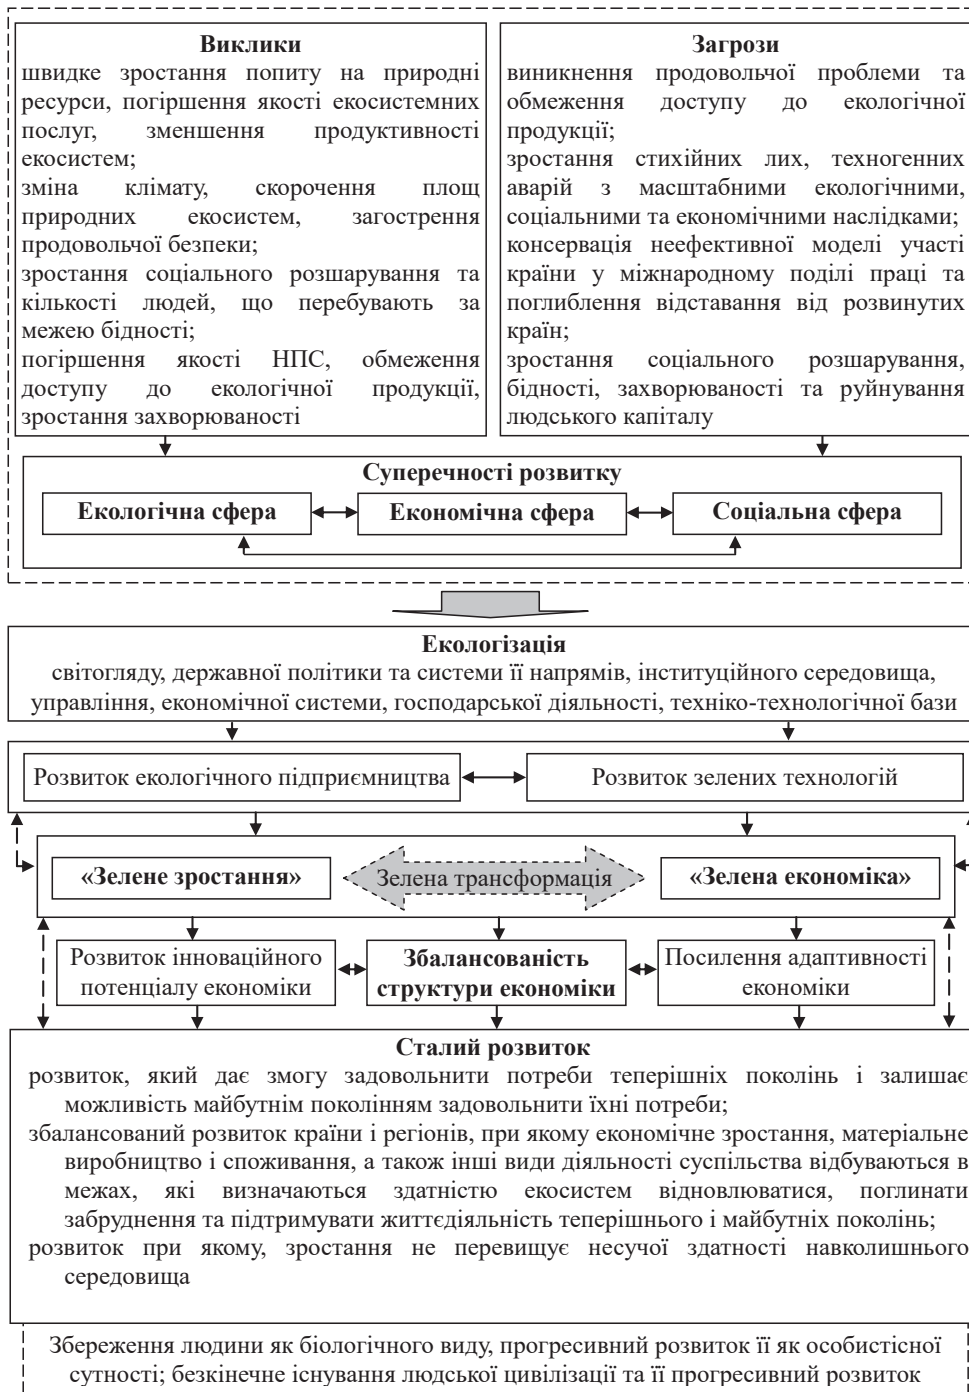 Виклики
швидке зростання попиту на природні
ресурси, погіршення якості екосистемних
послуг, зменшення продуктивності
екосистем;
зміна клімату, скорочення площ
природних екосистем, загострення
продовольчої безпеки;
зростання соціального розшарування та
кількості людей, що перебувають за
межею бідності;
погіршення якості НПС, обмеження
доступу до екологічної продукції,
зростання захворюваності
Загрози
виникнення продовольчої проблеми та
обмеження доступу до екологічної
продукції;
зростання стихійних лих, техногенних
аварій з масштабними екологічними,
соціальними та економічними наслідками;
консервація неефективної моделі участі
країни у міжнародному поділі праці та
поглиблення відставання від розвинутих
країн;
зростання соціального розшарування,
бідності, захворюваності та руйнування
людського капіталу
Суперечності розвитку
Екологічна сфера
Економічна сфера
Соціальна сфера
Екологізація
світогляду, державної політики та системи її напрямів, інституційного середовища,
управління, економічної системи, господарської діяльності, техніко-технологічної бази
Розвиток екологічного підприємництва
Розвиток зелених технологій
«Зелене зростання»
Зелена трансформація
«Зелена економіка»
Розвиток інноваційного
потенціалу економіки
Збалансованість
структури економіки
Посилення адаптивності
економіки
Сталий розвиток
розвиток, який дає змогу задовольнити потреби теперішніх поколінь і залишає
можливість майбутнім поколінням задовольнити їхні потреби;
збалансований розвиток країни і регіонів, при якому економічне зростання, матеріальне
виробництво і споживання, а також інші види діяльності суспільства відбуваються в
межах, які визначаються здатністю екосистем відновлюватися, поглинати
забруднення та підтримувати життєдіяльність теперішнього і майбутніх поколінь;
розвиток при якому, зростання не перевищує несучої здатності навколишнього
середовища
Збереження людини як біологічного виду, прогресивний розвиток її як особистісної
сутності; безкінечне існування людської цивілізації та її прогресивний розвиток